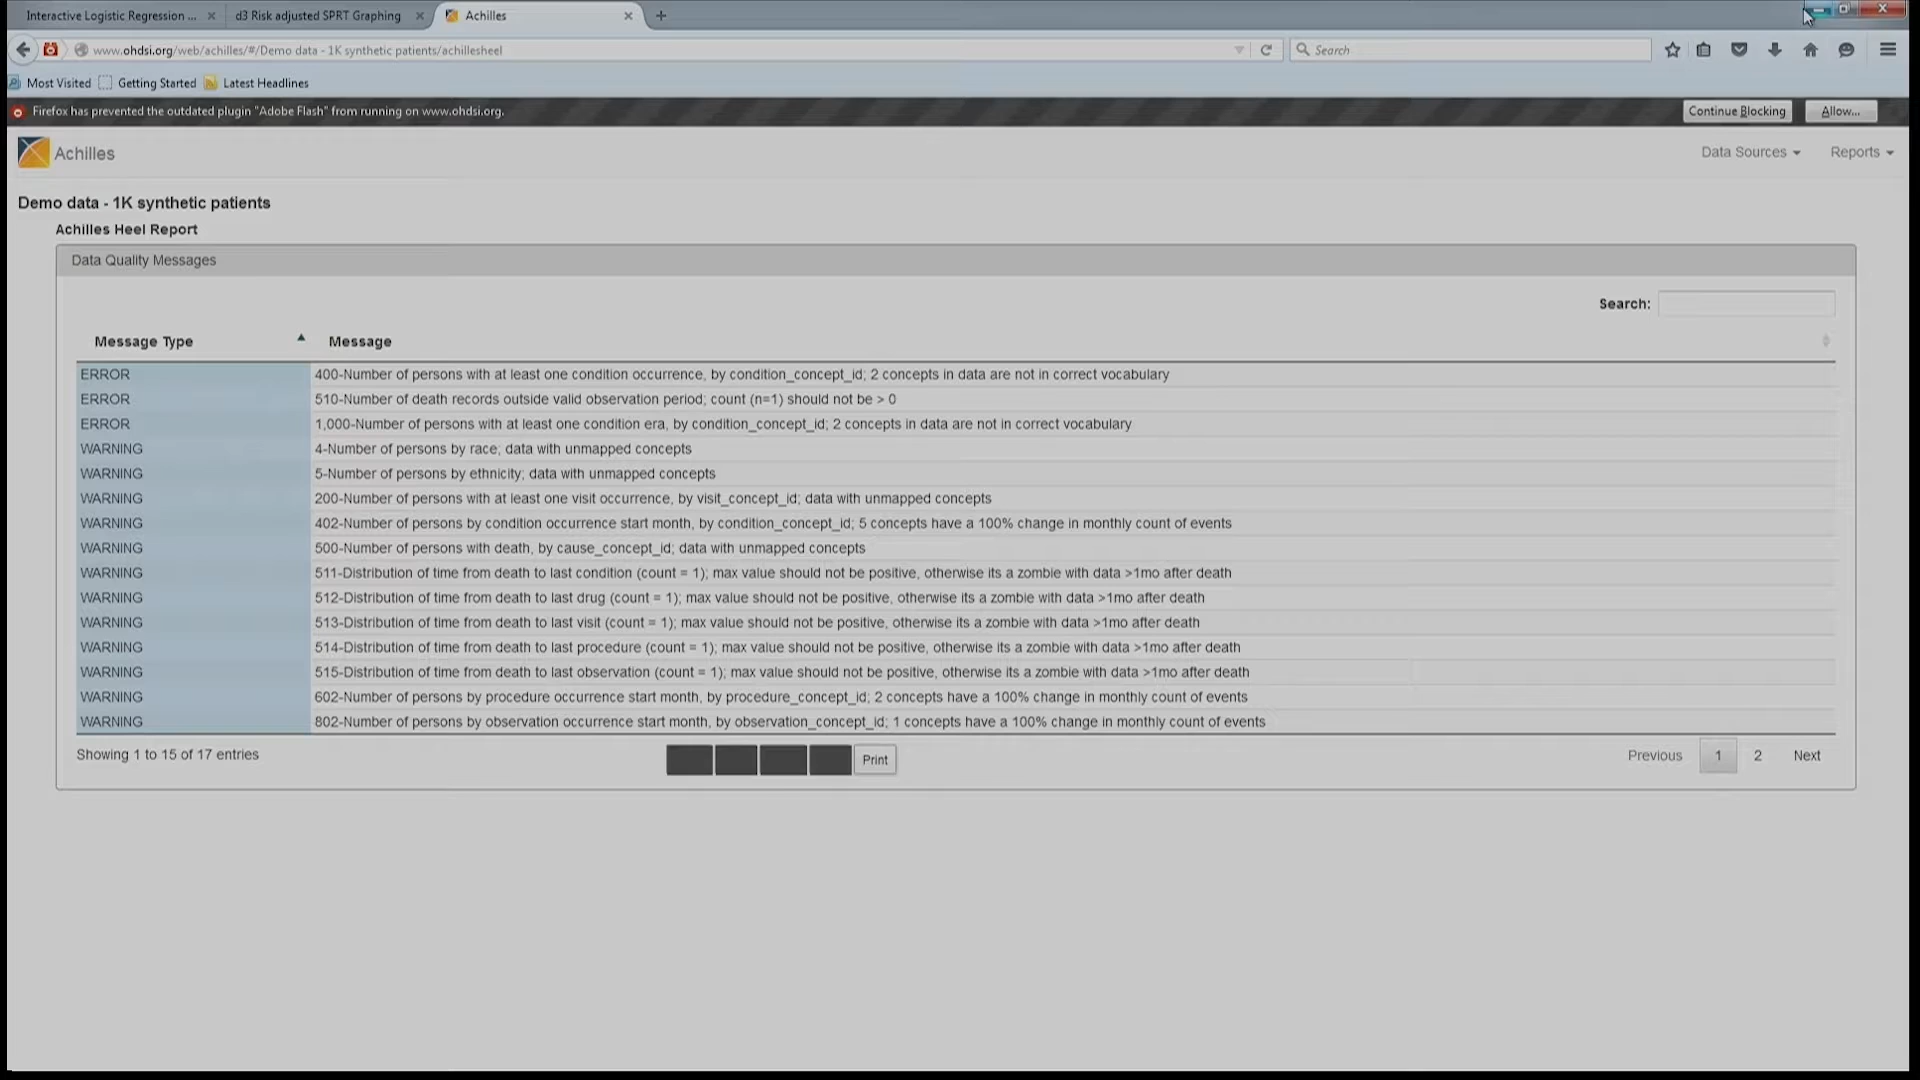 Interactive Logistic Regression ...
d3 Risk adjusted SPRT Graphing
Achilles
www.ohdsi.org/web/achilles/#/Demo data - 1K synthetic patients/achillesheel
Search
Most Visited
Getting Started
Latest Headlines
Firefox has prevented the outdated plugin "Adobe Flash" from running on www.ohdsi.org.
Continue Blocking
Allow...
Achilles
Data Sources
Reports
Demo data - 1K synthetic patients
Achilles Heel Report
Data Quality Messages
Search:
Message Type
Message
ERROR 400-Number of persons with at least one condition occurrence, by condition_concept_id; 2 concepts in data are not in correct vocabulary
ERROR 510-Number of death records outside valid observation period; count (n=1) should not be > 0
ERROR 1,000-Number of persons with at least one condition era, by condition_concept_id; 2 concepts in data are not in correct vocabulary
WARNING 4-Number of persons by race; data with unmapped concepts
WARNING 5-Number of persons by ethnicity; data with unmapped concepts
WARNING 200-Number of persons with at least one visit occurrence, by visit_concept_id; data with unmapped concepts
WARNING 402-Number of persons by condition occurrence start month, by condition_concept_id; 5 concepts have a 100% change in monthly count of events
WARNING 500-Number of persons with death, by cause_concept_id; data with unmapped concepts
WARNING 511-Distribution of time from death to last condition (count = 1); max value should not be positive, otherwise its a zombie with data >1mo after death
WARNING 512-Distribution of time from death to last drug (count = 1); max value should not be positive, otherwise its a zombie with data >1mo after death
WARNING 513-Distribution of time from death to last visit (count = 1); max value should not be positive, otherwise its a zombie with data >1mo after death
WARNING 514-Distribution of time from death to last procedure (count = 1); max value should not be positive, otherwise its a zombie with data >1mo after death
WARNING 515-Distribution of time from death to last observation (count = 1); max value should not be positive, otherwise its a zombie with data >1mo after death
WARNING 602-Number of persons by procedure occurrence start month, by procedure_concept_id; 2 concepts have a 100% change in monthly count of events
WARNING 802-Number of persons by observation occurrence start month, by observation_concept_id; 1 concepts have a 100% change in monthly count of events
Showing 1 to 15 of 17 entries
Print
Previous 1 2 Next